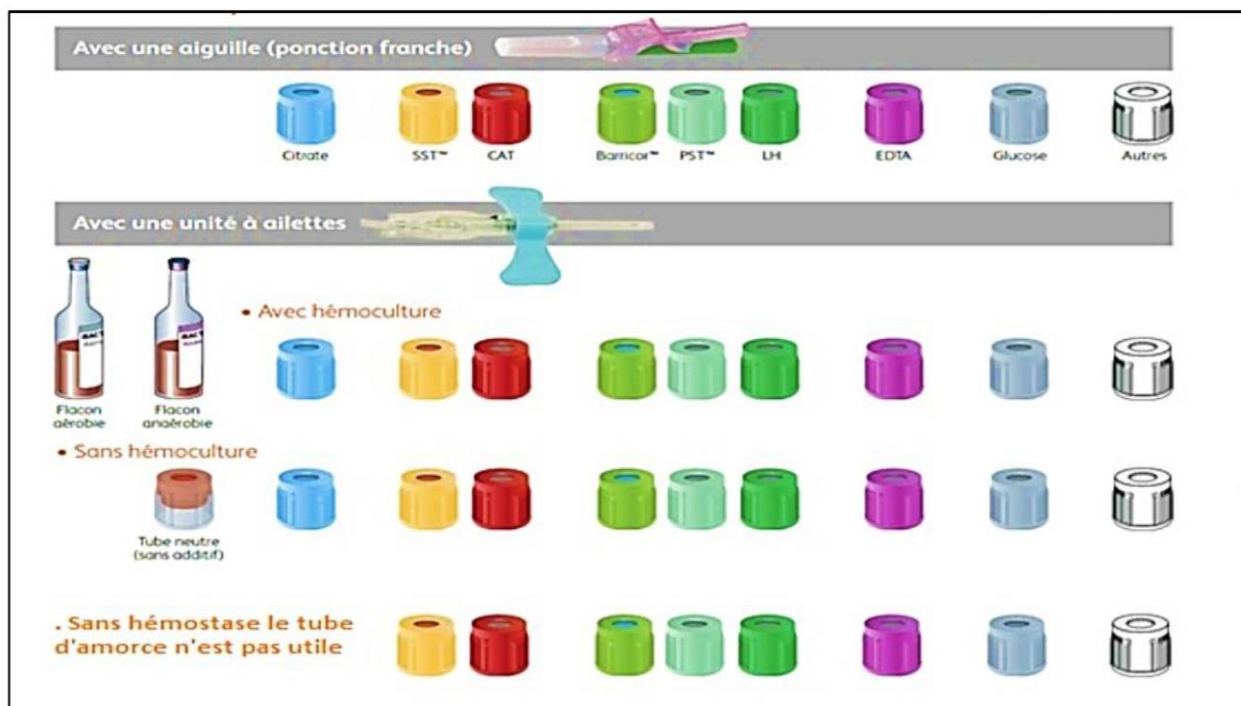 Avec une aiguille (ponction franche)
Citrate SST™ CAT Barricor™ PST™ LH EDTA Glucose Autres
Avec une unité à ailettes
• Avec hémoculture
Flacon aérobie
Flacon anaérobie
• Sans hémoculture
Tube neutre
(sans additif)
. Sans hémostase le tube
d'amorce n'est pas utile